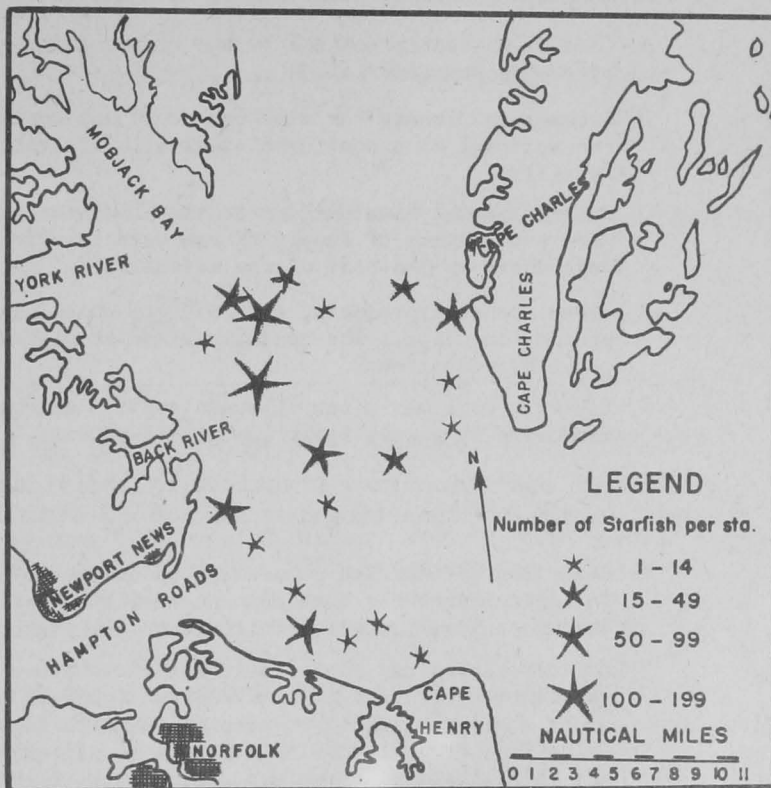 MOBJACK BAY
YORK RIVER
CAPE CHARLES
CAPE CHARLES
BACK RIVER
N
NEWPORT NEWS
HAMPTON ROADS
NORFOLK
CAPE
HENRY
LEGEND
Number of Starfish per sta.
1 - 14
15 - 49
50 - 99
100 - 199
NAUTICAL MILES
0 1 2 3 4 5 6 7 8 9 10 11